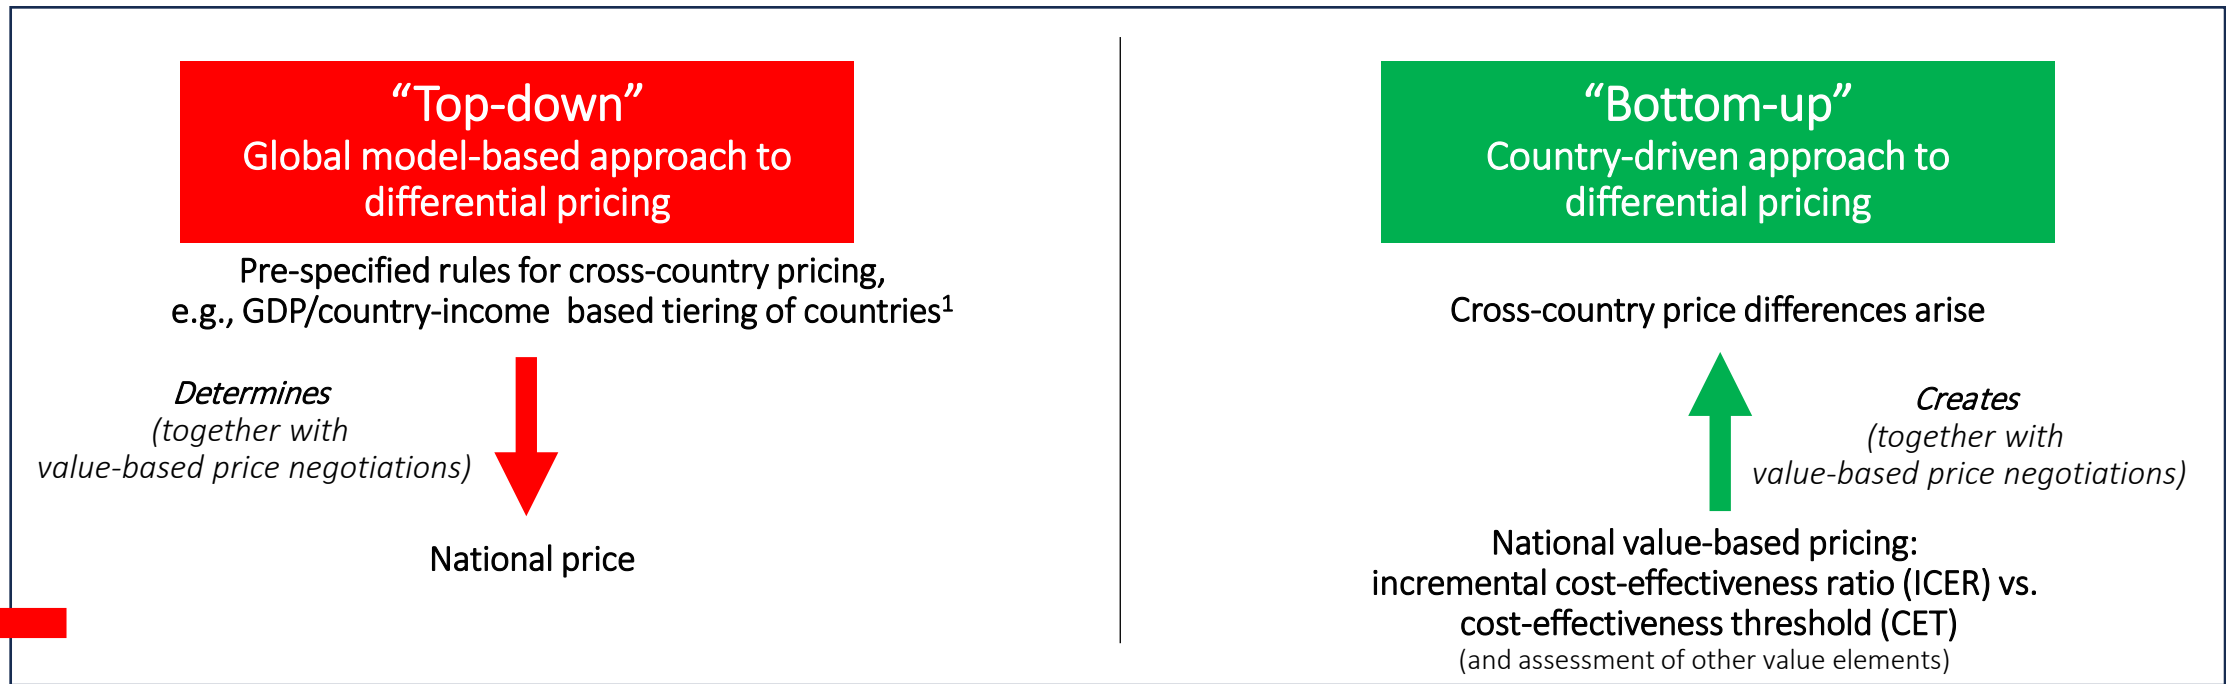 “Top-down”
Global model-based approach to
differential pricing
Pre-specified rules for cross-country pricing,
e.g., GDP/country-income  based tiering of countries¹
Determines
(together with
value-based price negotiations)
National price
“Bottom-up”
Country-driven approach to
differential pricing
Cross-country price differences arise
Creates
(together with
value-based price negotiations)
National value-based pricing:
incremental cost-effectiveness ratio (ICER) vs.
cost-effectiveness threshold (CET)
(and assessment of other value elements)